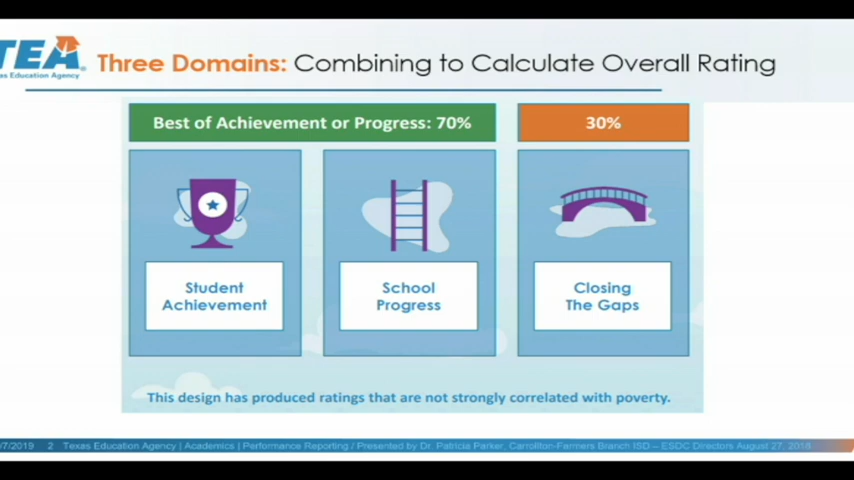 TEA
Three Domains: Combining to Calculate Overall Rating
as Education Agency
Best of Achievement or Progress: 70%
30%
Student
Achievement
School
Progress
Closing
The Gaps
This design has produced ratings that are not strongly correlated with poverty.
/7/2019 2 Texas Education Agency | Academics | Performance Reporting / Presented by Dr. Patricia Parker, Carrollton-Farmers Branch ISD – ESDC Directors August 27, 2018